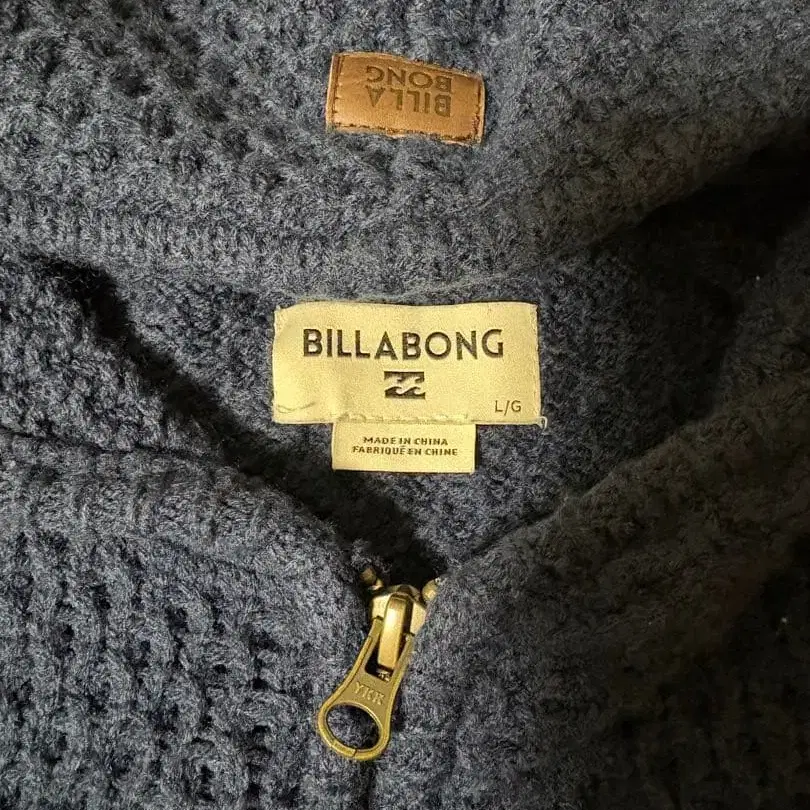 BILLA
BONG
BILLABONG
L/G
MADE IN CHINA
FABRIQUÉ EN CHINE
YKK